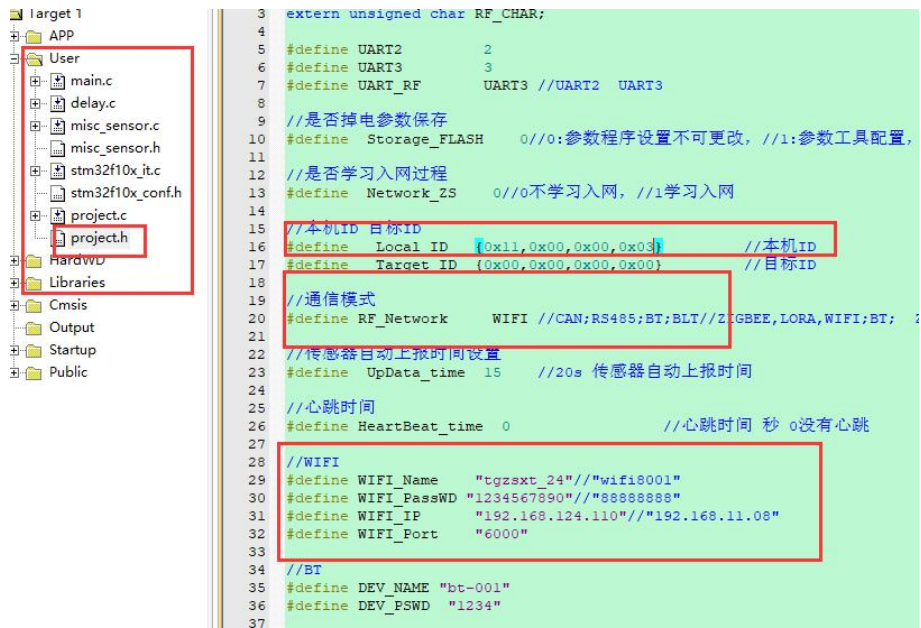 Target 1
APP
User
main.c
delay.c
misc_sensor.c
misc_sensor.h
stm32f10x_it.c
stm32f10x_conf.h
project.c
project.h
HardWD
Libraries
Cmsis
Output
Startup
Public
3 extern unsigned char RF_CHAR;
4
5 #define UART2 2
6 #define UART3 3
7 #define UART_RF UART3 //UART2 UART3
8
9 //是否掉电参数保存
10 #define Storage_FLASH 0//0:参数程序设置不可更改，//1:参数工具配置，
11
12 //是否学习入网过程
13 #define Network_ZS 0//0不学习入网，//1学习入网
14
15 //本机ID 目标ID
16 #define Local_ID {0x11,0x00,0x00,0x03} //本机ID
17 #define Target_ID {0x00,0x00,0x00,0x00} //目标ID
18
19 //通信模式
20 #define RF_Network WIFI //CAN;RS485;BT;BLT//ZIGBEE,LORA,WIFI;BT;
21
22 //传感器自动上报时间设置
23 #define UpData_time 15 //20s 传感器自动上报时间
24
25 //心跳时间
26 #define HeartBeat_time 0 //心跳时间 秒 0没有心跳
27
28 //WIFI
29 #define WIFI_Name "tgzsxt_24"//"wifi8001"
30 #define WIFI_PassWD "1234567890"//"88888888"
31 #define WIFI_IP "192.168.124.110"//"192.168.11.08"
32 #define WIFI_Port "6000"
33
34 //BT
35 #define DEV_NAME "bt-001"
36 #define DEV_PSWD "1234"
37